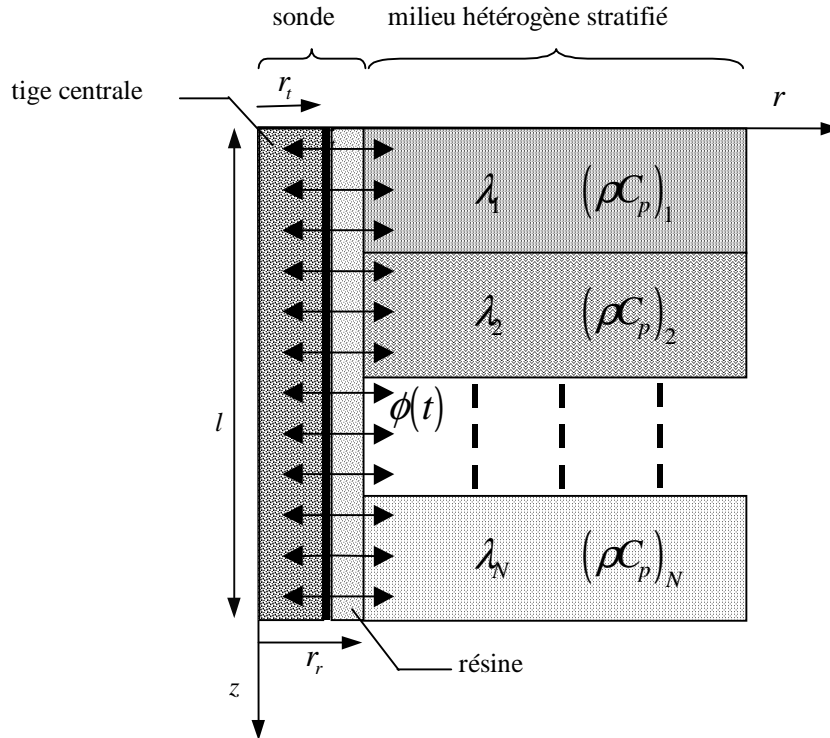 sonde
milieu hétérogène stratifié
tige centrale
r_t
r
λ_1 (ρC_p)_1
λ_2 (ρC_p)_2
ϕ(t)
l
λ_N (ρC_p)_N
r_r
résine
z